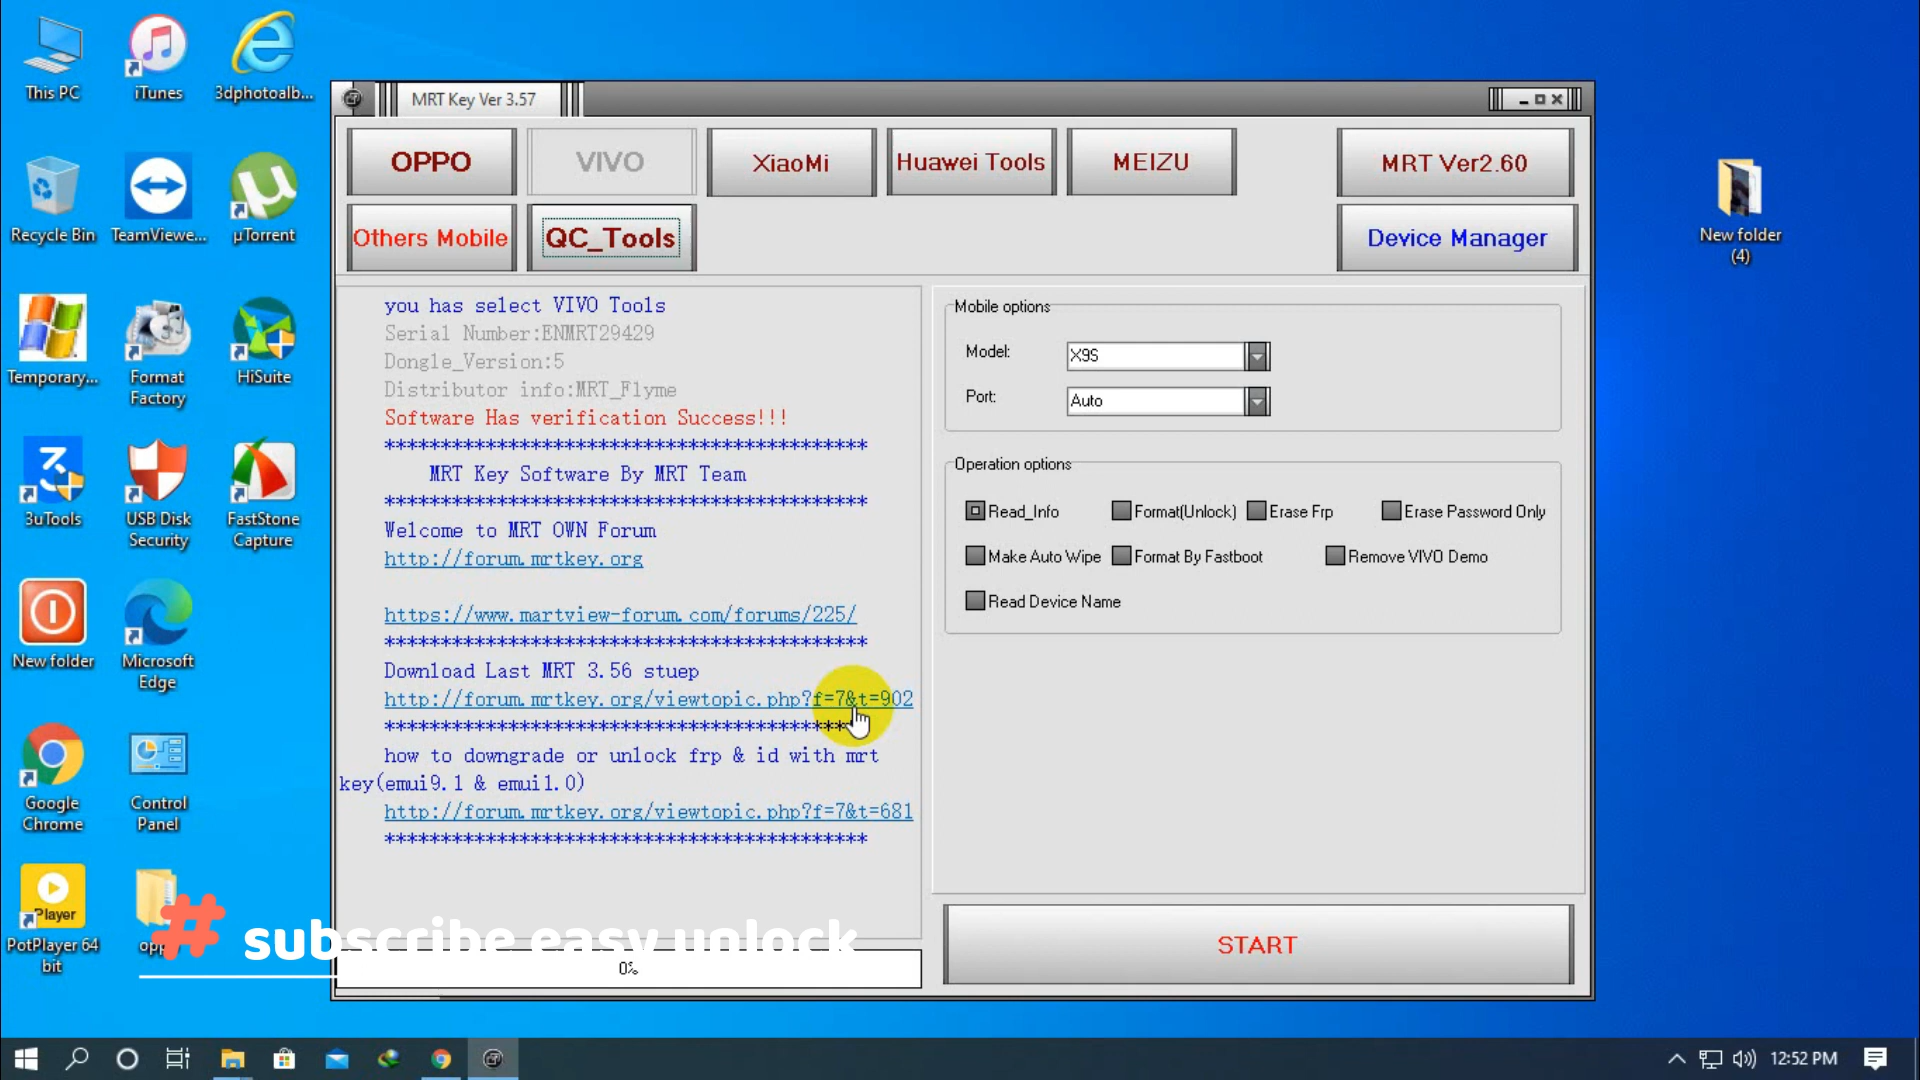 This PC
iTunes
3dphotoalb...
Recycle Bin
TeamViewe...
µTorrent
Temporary...
Format
Factory
HiSuite
3uTools
USB Disk
Security
FastStone
Capture
New folder
Microsoft
Edge
Google
Chrome
Control
Panel
Player
PotPlayer 64
bit
opp
New folder
(4)
MRT Key Ver 3.57
OPPO
VIVO
XiaoMi
Huawei Tools
MEIZU
MRT Ver2.60
Others Mobile
QC_Tools
Device Manager
you has select VIVO Tools
Serial Number:ENMRT29429
Dongle_Version:5
Distributor info:MRT_Flyme
Software Has verification Success!!!
*******************************************
MRT Key Software By MRT Team
*******************************************
Welcome to MRT OWN Forum
http://forum.mrtkey.org
https://www.martview-forum.com/forums/225/
*******************************************
Download Last MRT 3.56 stuep
http://forum.mrtkey.org/viewtopic.php?f=7&t=902
*******************************************
how to downgrade or unlock frp & id with mrt
key(emui9.1 & emui1.0)
http://forum.mrtkey.org/viewtopic.php?f=7&t=681
*******************************************
0%
Mobile options
Model: X9S
Port: Auto
Operation options
Read_Info Format(Unlock) Erase Frp Erase Password Only
Make Auto Wipe Format By Fastboot Remove VIVO Demo
Read Device Name
START
# subscribe easy unlock
12:52 PM